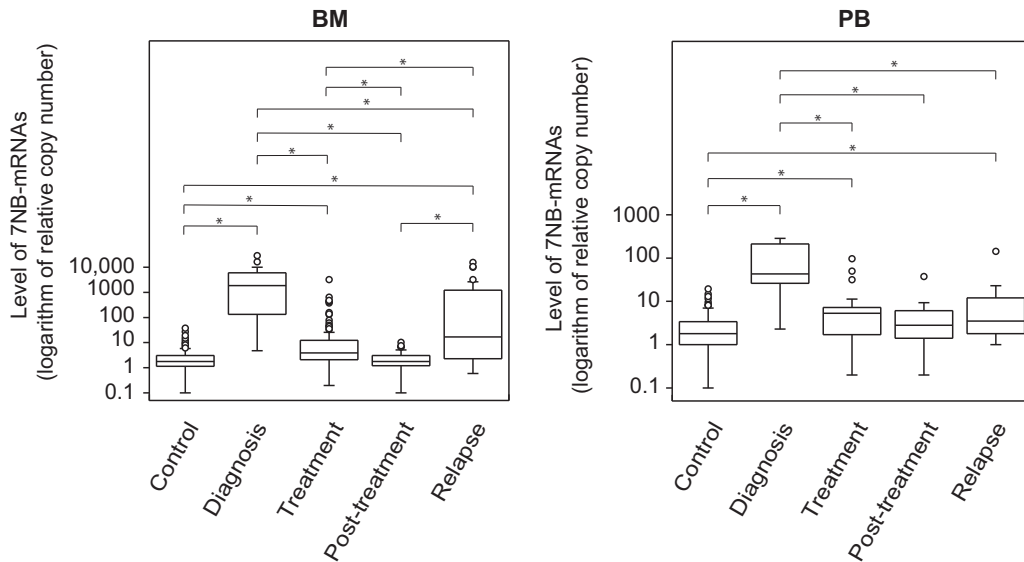 BM
Level of 7NB-mRNAs
(logarithm of relative copy number)
10,000
1000
100
10
1
0.1
* 
*
*
*
*
*
*
*
*
Control
Diagnosis
Treatment
Post-treatment
Relapse
PB
Level of 7NB-mRNAs
(logarithm of relative copy number)
1000
100
10
1
0.1
*
*
*
*
*
*
Control
Diagnosis
Treatment
Post-treatment
Relapse